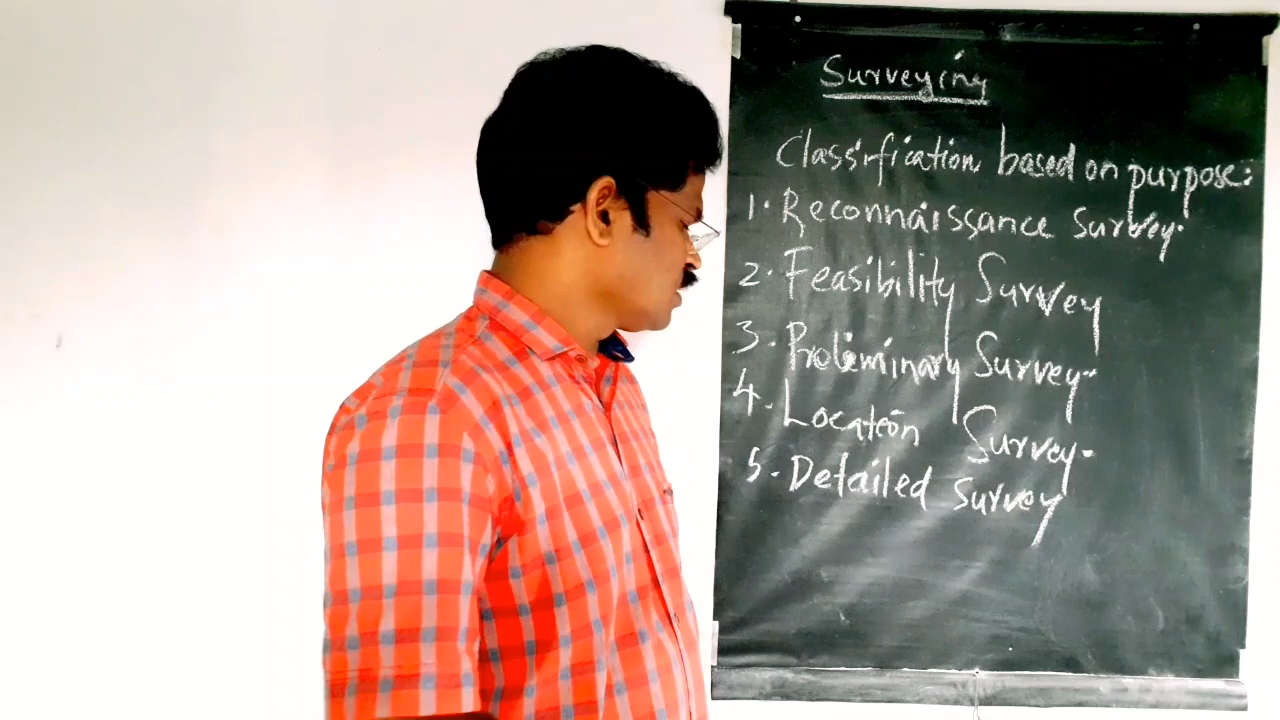 Surveying
Classification based on purpose:
1. Reconnaissance survey.
2. Feasibility Survey
3. Preliminary Survey-
4. Location Survey-
5. Detailed survey